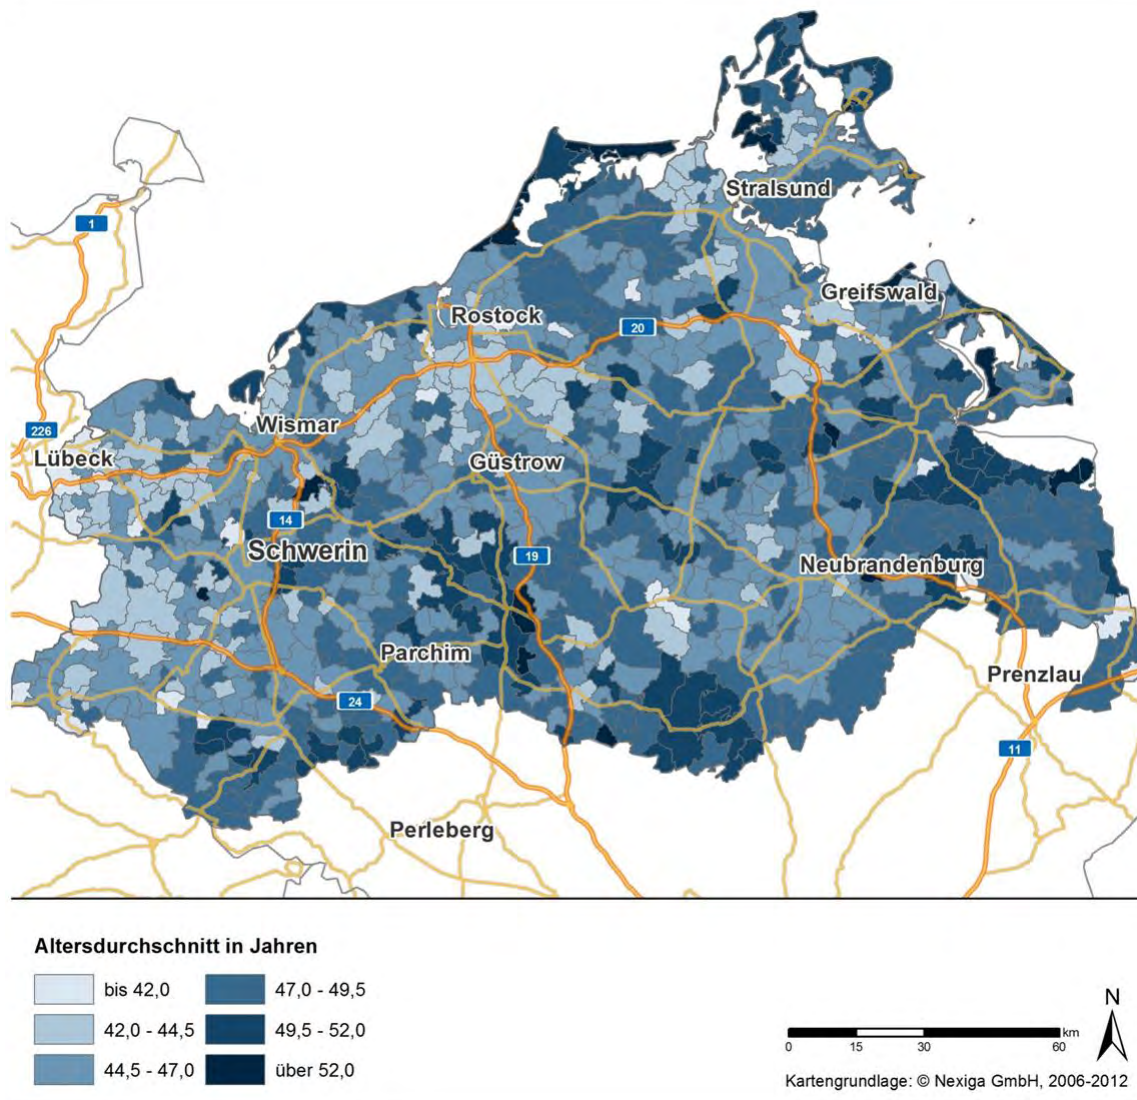 Stralsund
1
Greifswald
Rostock
20
Wismar
226
Lübeck
Güstrow
14
Schwerin
19
Neubrandenburg
Parchim
Prenzlau
24
11
Perleberg
Altersdurchschnitt in Jahren
bis 42,0
47,0 - 49,5
42,0 - 44,5
49,5 - 52,0
44,5 - 47,0
über 52,0
N
km
0 15 30 60
Kartengrundlage: © Nexiga GmbH, 2006-2012